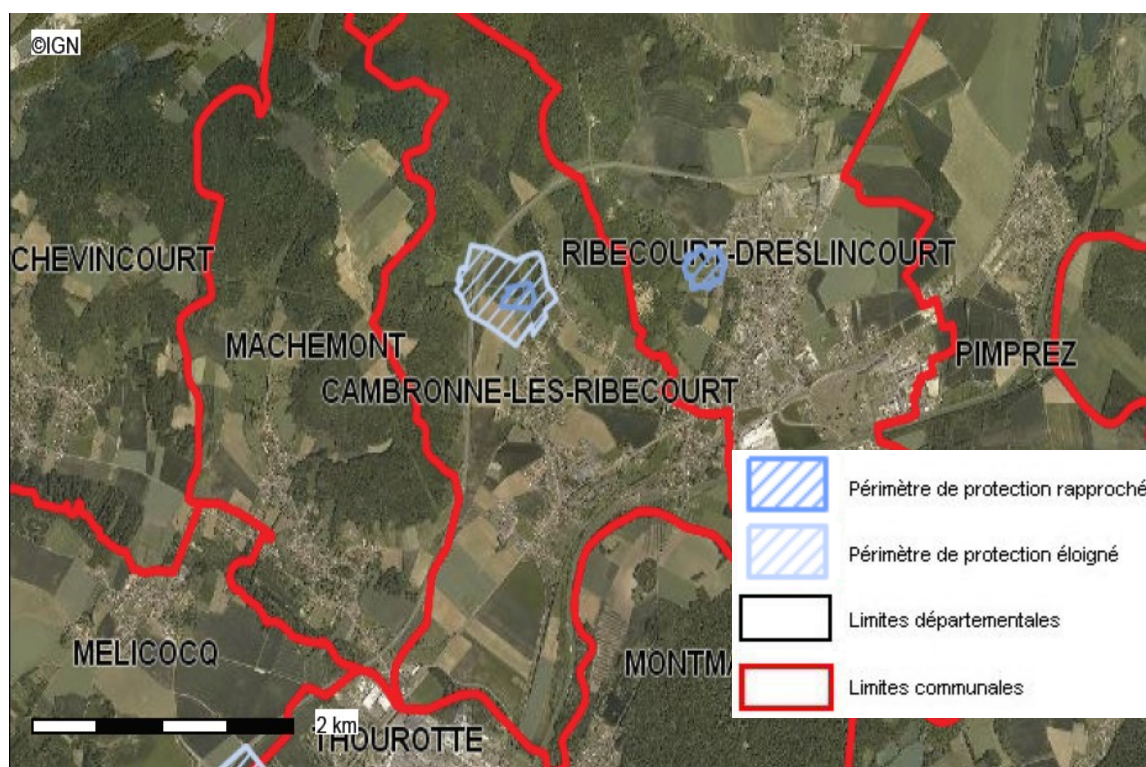 ©IGN
RIBECOURT-DRESLINCOURT
CHEVINCOURT
MACHEMONT
PIMPREZ
CAMBRONNE-LES-RIBECOURT
Périmètre de protection rapproché
Périmètre de protection éloigné
Limites départementales
MELICOCQ
MONTMA
Limites communales
2 km
THOUROTTE